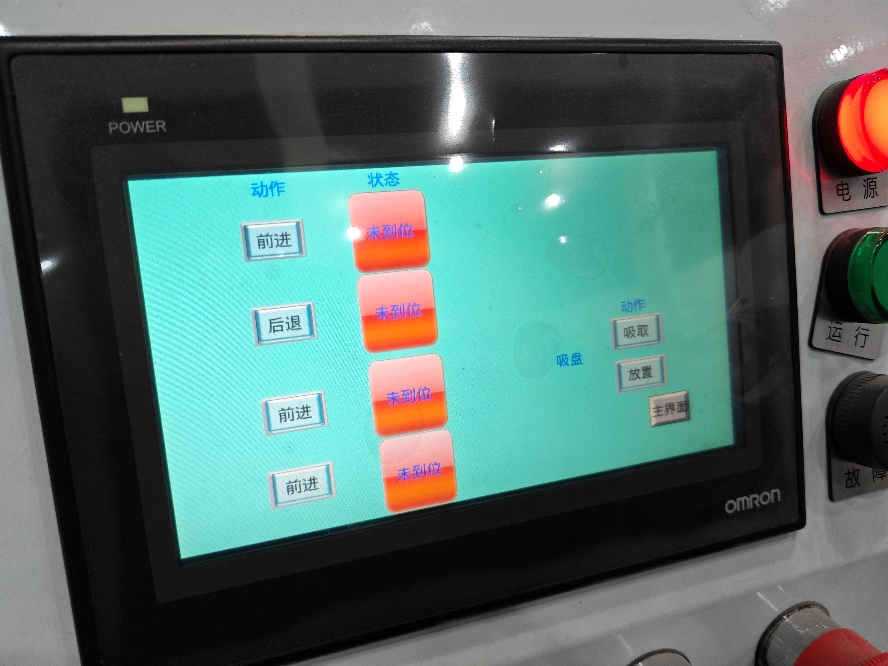 POWER
动作
状态
前进
未到位
后退
未到位
前进
未到位
前进
未到位
动作
吸盘
吸取
放置
主界面
OMRON
电源
运行
故障